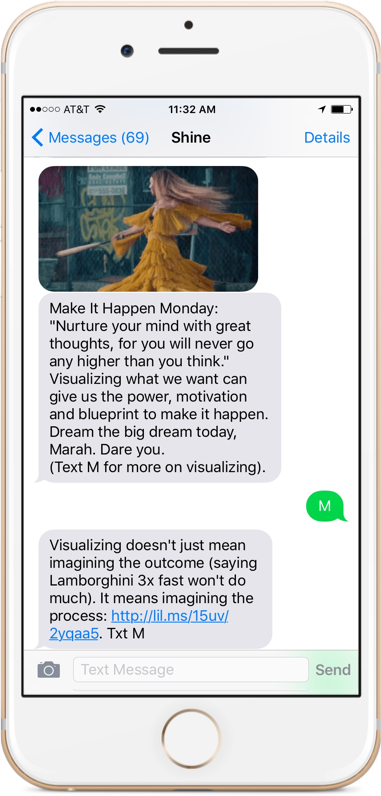 AT&T 11:32 AM
Messages (69) Shine Details
Make It Happen Monday:
"Nurture your mind with great
thoughts, for you will never go
any higher than you think."
Visualizing what we want can
give us the power, motivation
and blueprint to make it happen.
Dream the big dream today,
Marah. Dare you.
(Text M for more on visualizing).
M
Visualizing doesn't just mean
imagining the outcome (saying
Lamborghini 3x fast won't do
much). It means imagining the
process: http://lil.ms/15uv/
2yqaa5. Txt M
Text Message Send